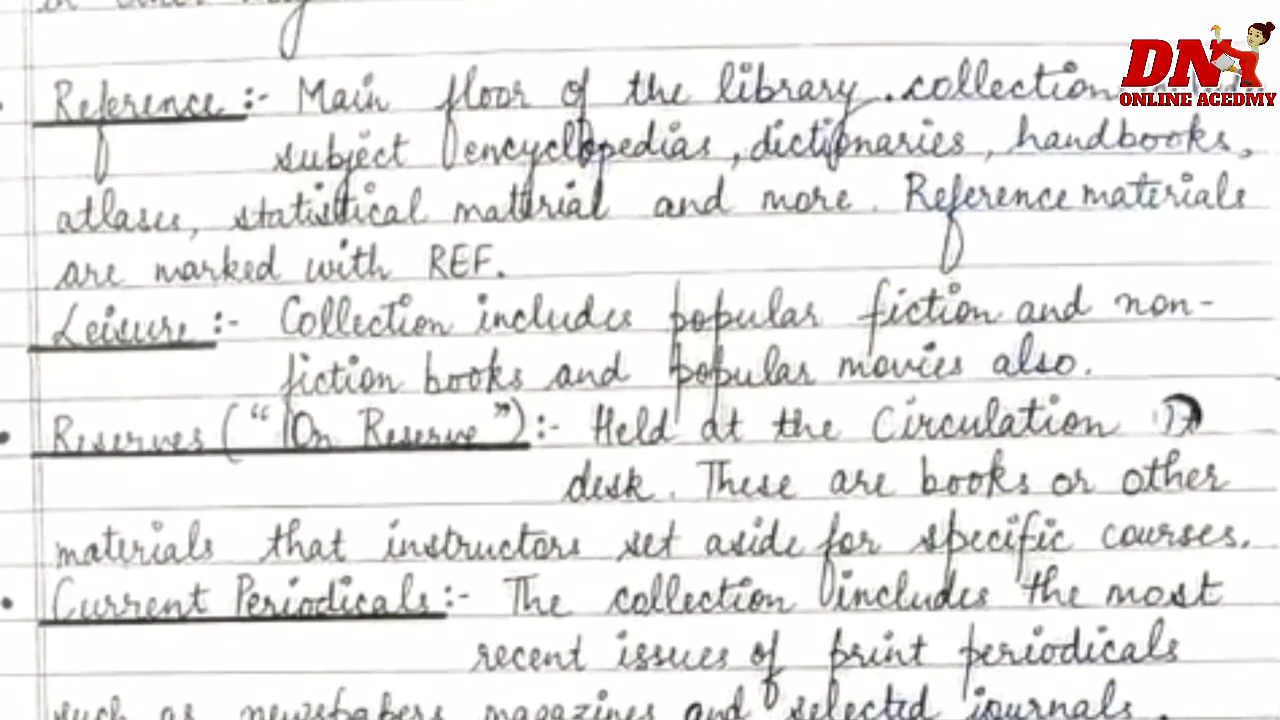 in other
Reference :- Main floor of the library. collection
subject encyclopedias, dictionaries, handbooks,
atlases, statistical material and more. Reference materials
are marked with REF.
Leisure :- Collection includes popular fiction and non-
fiction books and popular movies also.
Reserves ("On Reserve") :- Held at the Circulation
desk. These are books or other
materials that instructors set aside for specific courses.
Current Periodicals :- The collection includes the most
recent issues of print periodicals
such as newspapers magazines and selected journals.
DNA
ONLINE ACEDMY